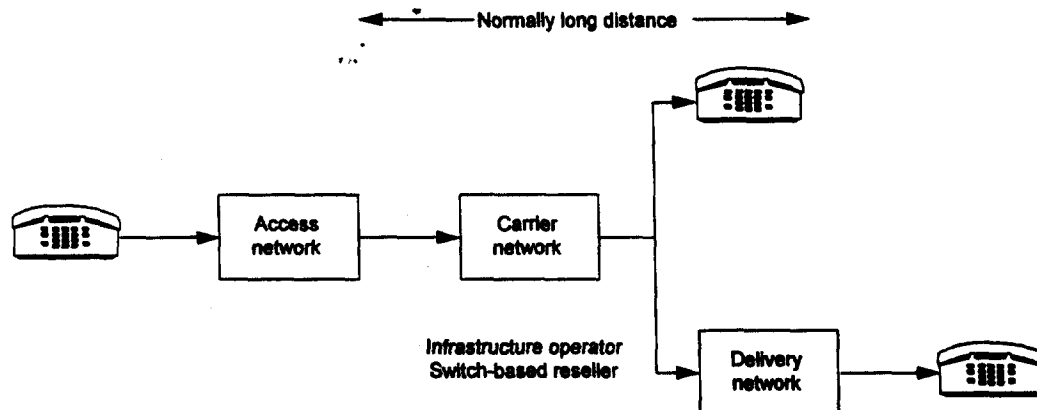 Normally long distance
Access
network
Carrier
network
Infrastructure operator
Switch-based reseller
Delivery
network